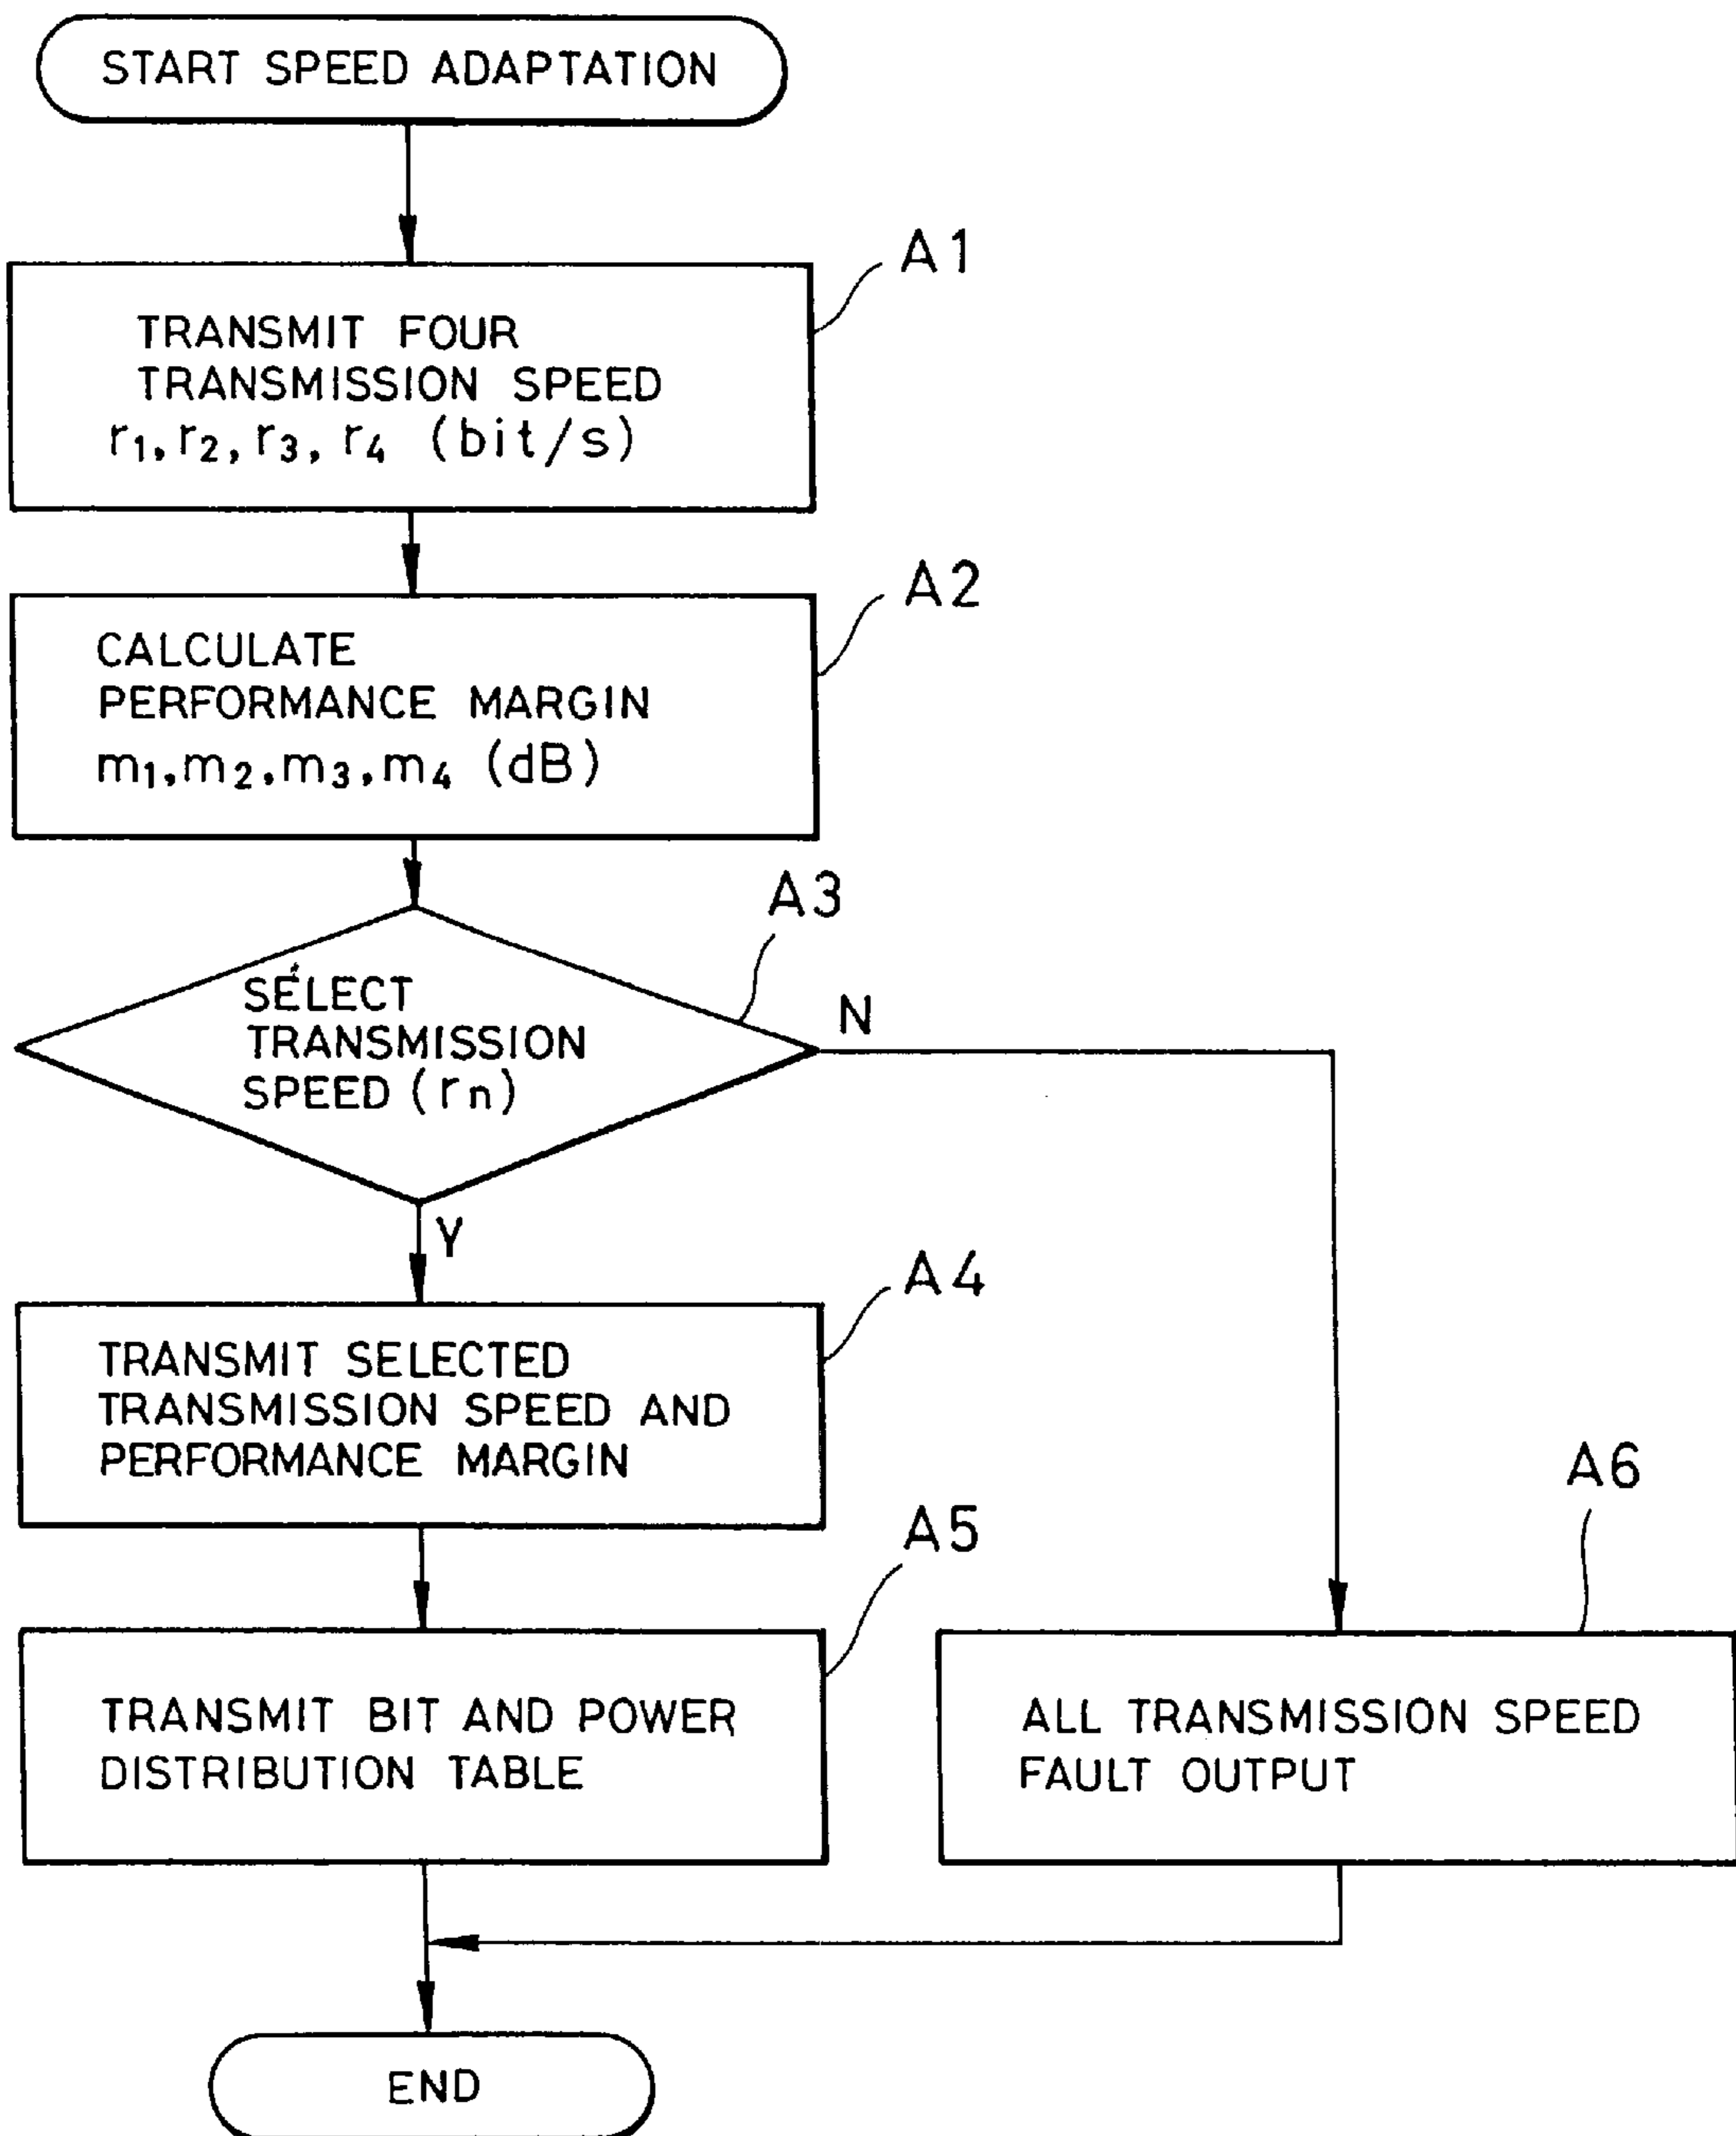 START SPEED ADAPTATION
A1
TRANSMIT FOUR
TRANSMISSION SPEED
r1, r2, r3, r4 (bit/s)
A2
CALCULATE
PERFORMANCE MARGIN
m1, m2, m3, m4 (dB)
A3
SELECT
TRANSMISSION
SPEED (rn)
N
Y
A4
TRANSMIT SELECTED
TRANSMISSION SPEED AND
PERFORMANCE MARGIN
A5
TRANSMIT BIT AND POWER
DISTRIBUTION TABLE
A6
ALL TRANSMISSION SPEED
FAULT OUTPUT
END